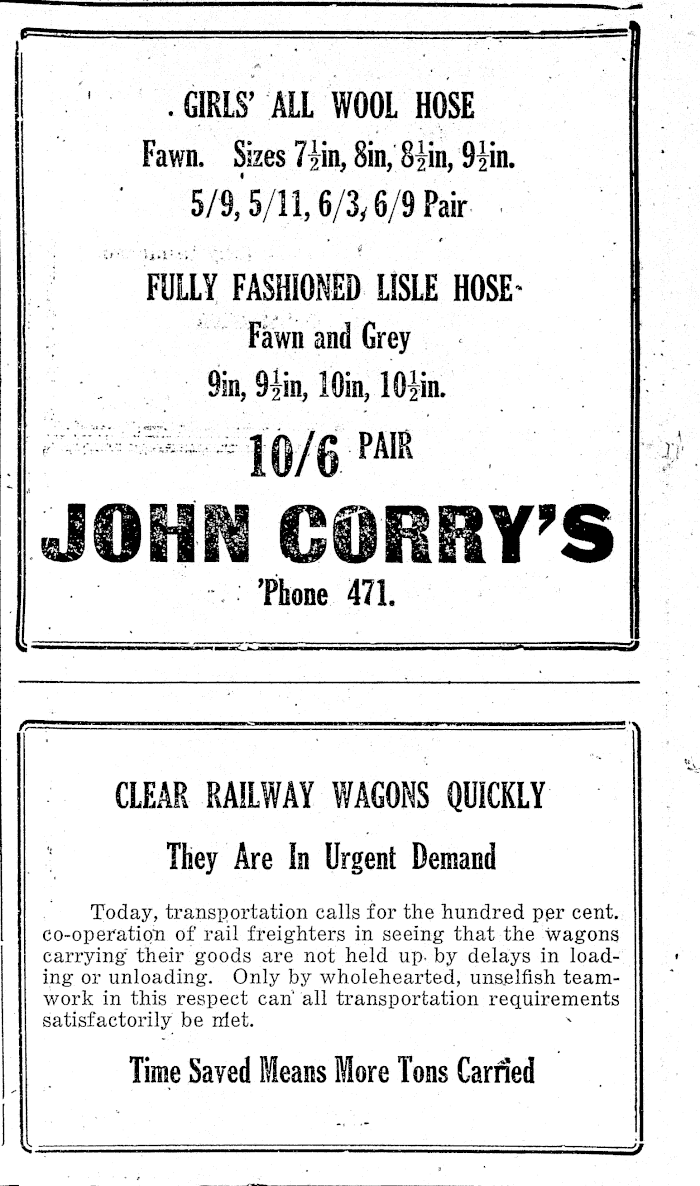 GIRLS' ALL WOOL HOSE
Fawn. Sizes 7½in, 8in, 8½in, 9½in.
5/9, 5/11, 6/3, 6/9 Pair
FULLY FASHIONED LISLE HOSE
Fawn and Grey
9in, 9½in, 10in, 10½in.
10/6 PAIR
JOHN CORRY'S
'Phone 471.
CLEAR RAILWAY WAGONS QUICKLY
They Are In Urgent Demand
Today, transportation calls for the hundred per cent.
co-operation of rail freighters in seeing that the wagons
carrying their goods are not held up by delays in load-
ing or unloading. Only by wholehearted, unselfish team-
work in this respect can all transportation requirements
satisfactorily be met.
Time Saved Means More Tons Carried